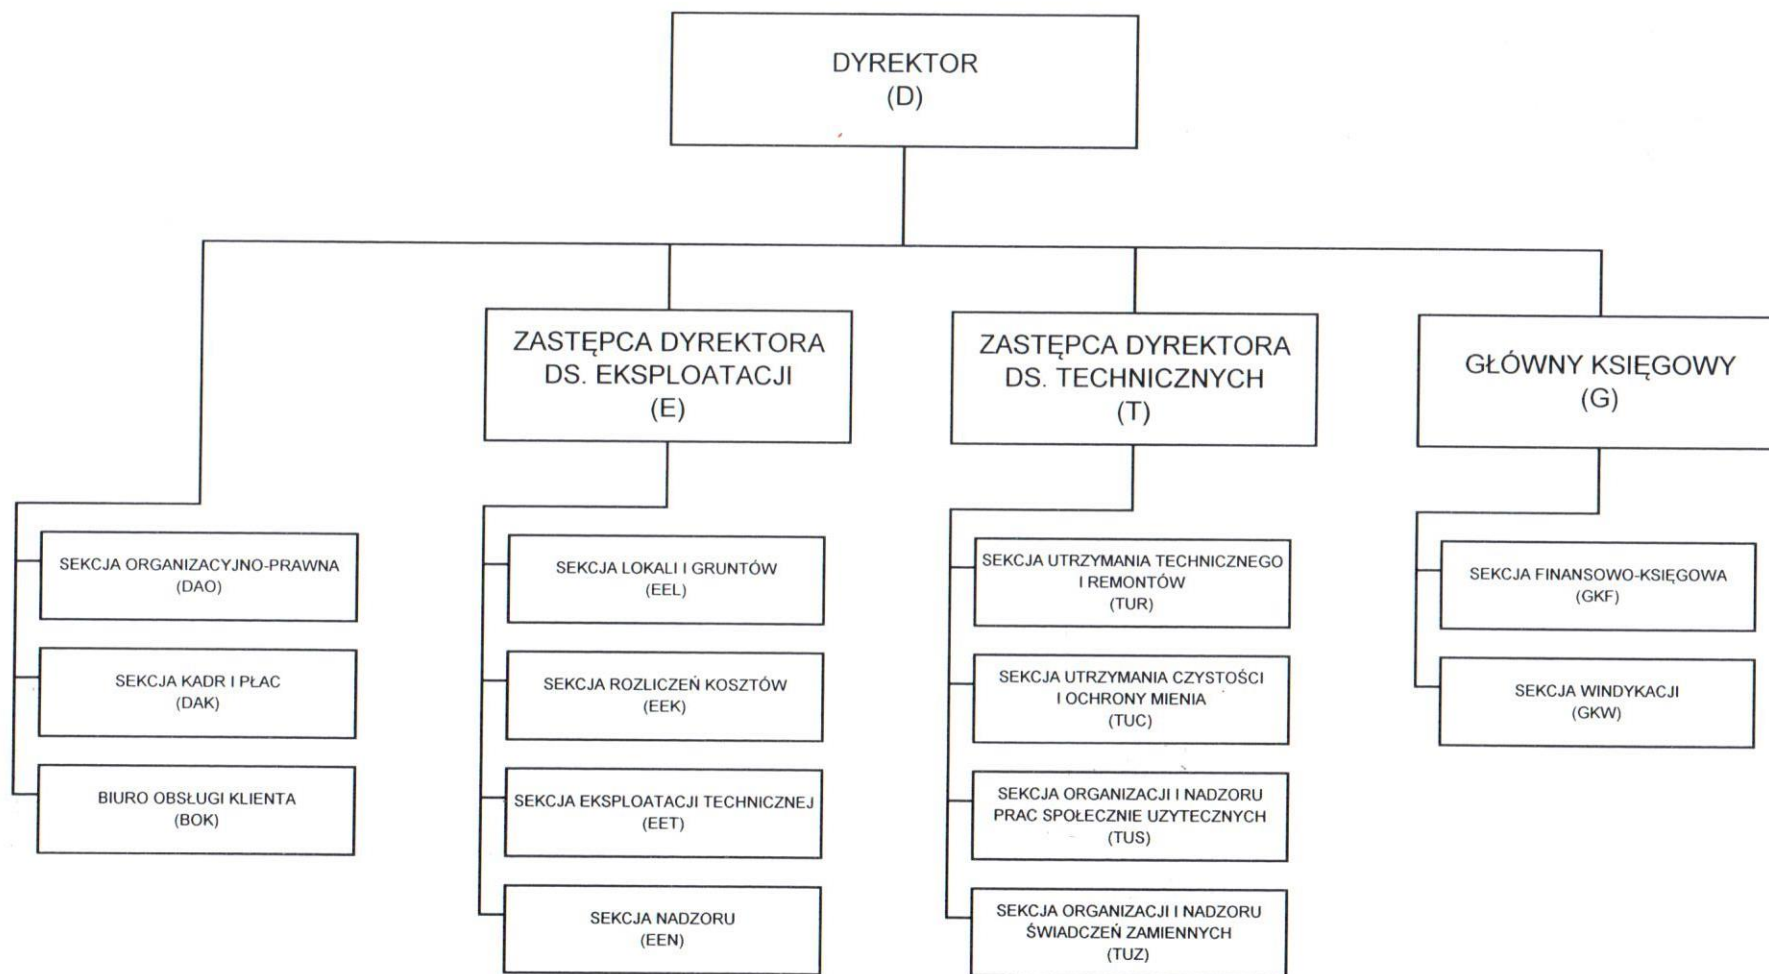 DYREKTOR
(D)
ZASTĘPCA DYREKTORA
DS. EKSPLOATACJI
(E)
ZASTĘPCA DYREKTORA
DS. TECHNICZNYCH
(T)
GŁÓWNY KSIĘGOWY
(G)
SEKCJA ORGANIZACYJNO-PRAWNA
(DAO)
SEKCJA KADR I PŁAC
(DAK)
BIURO OBSŁUGI KLIENTA
(BOK)
SEKCJA LOKALI I GRUNTÓW
(EEL)
SEKCJA ROZLICZEŃ KOSZTÓW
(EEK)
SEKCJA EKSPLOATACJI TECHNICZNEJ
(EET)
SEKCJA NADZORU
(EEN)
SEKCJA UTRZYMANIA TECHNICZNEGO
I REMONTÓW
(TUR)
SEKCJA UTRZYMANIA CZYSTOŚCI
I OCHRONY MIENIA
(TUC)
SEKCJA ORGANIZACJI I NADZORU
PRAC SPOŁECZNIE UZYTECZNYCH
(TUS)
SEKCJA ORGANIZACJI I NADZORU
ŚWIADCZEŃ ZAMIENNYCH
(TUZ)
SEKCJA FINANSOWO-KSIĘGOWA
(GKF)
SEKCJA WINDYKACJI
(GKW)